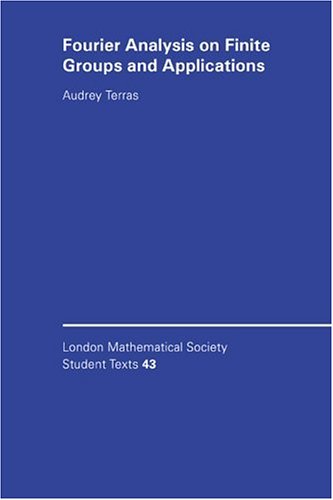 Fourier Analysis on Finite
Groups and Applications
Audrey Terras
London Mathematical Society
Student Texts 43